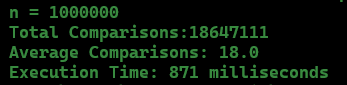 n = 1000000
Total Comparisons:18647111
Average Comparisons: 18.0
Execution Time: 871 milliseconds